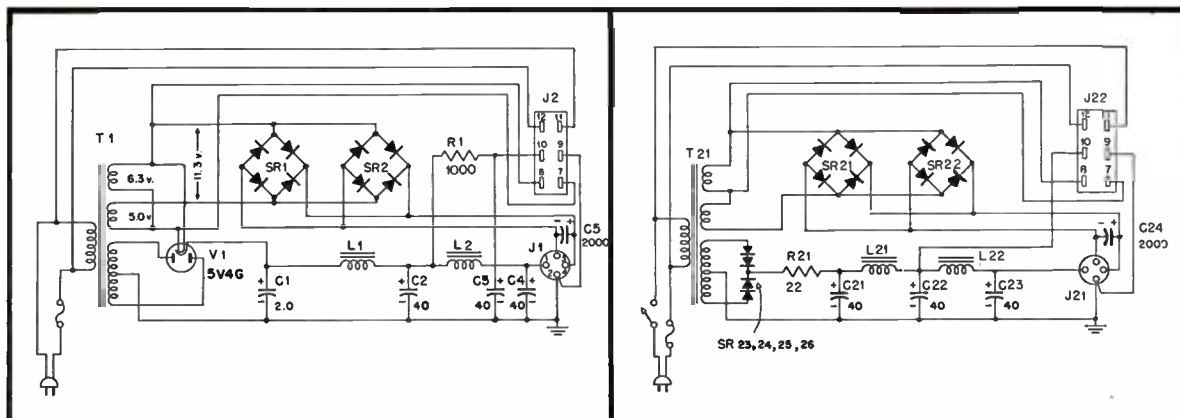 T1
6.3 v.
5.0 v
11.3 v.
SR1
SR2
R1
1000
J2
12 11
10 9
8 7
V1
5V4G
L1
L2
C1
2.0
C2
40
C5
40
C4
40
J1
C5
2000
T21
SR21
SR22
J22
12 11
10 9
8 7
R21
22
L21
L22
C21
40
C22
40
C23
40
C24
2000
J21
SR 23, 24, 25, 26